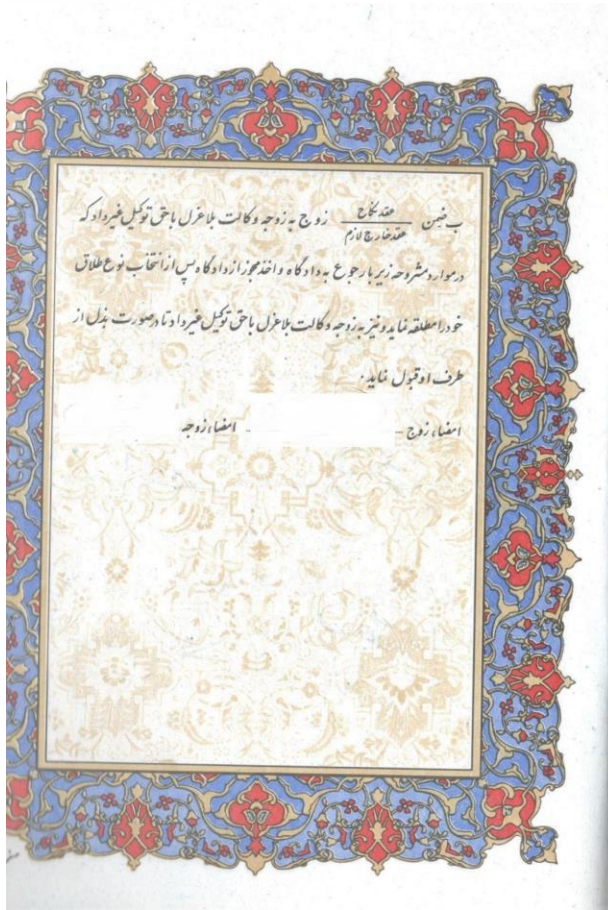 ب ضمن عقد نکاح / عقد خارج لازم زوج به زوجه وکالت بلاعزل با حق توکیل غیر داد که
در موارد مشروحه زیر با رجوع به دادگاه و اخذ مجوز از دادگاه پس از انتخاب نوع طلاق
خود را مطلقه نماید و نیز به زوجه وکالت بلاعزل با حق توکیل غیر داد تا در صورت بذل از
طرف او قبول نماید.
امضاء زوج - امضاء زوجه